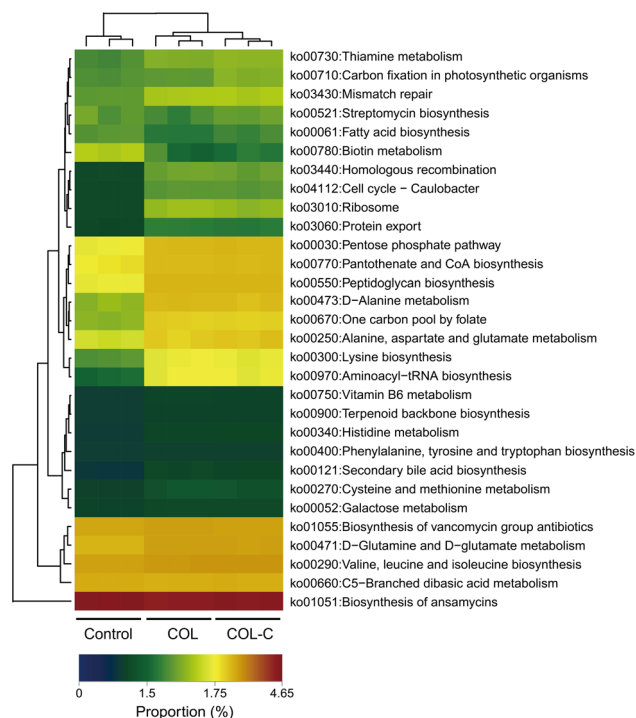 ko00730:Thiamine metabolism
ko00710:Carbon fixation in photosynthetic organisms
ko03430:Mismatch repair
ko00521:Streptomycin biosynthesis
ko00061:Fatty acid biosynthesis
ko00780:Biotin metabolism
ko03440:Homologous recombination
ko04112:Cell cycle − Caulobacter
ko03010:Ribosome
ko03060:Protein export
ko00030:Pentose phosphate pathway
ko00770:Pantothenate and CoA biosynthesis
ko00550:Peptidoglycan biosynthesis
ko00473:D−Alanine metabolism
ko00670:One carbon pool by folate
ko00250:Alanine, aspartate and glutamate metabolism
ko00300:Lysine biosynthesis
ko00970:Aminoacyl−tRNA biosynthesis
ko00750:Vitamin B6 metabolism
ko00900:Terpenoid backbone biosynthesis
ko00340:Histidine metabolism
ko00400:Phenylalanine, tyrosine and tryptophan biosynthesis
ko00121:Secondary bile acid biosynthesis
ko00270:Cysteine and methionine metabolism
ko00052:Galactose metabolism
ko01055:Biosynthesis of vancomycin group antibiotics
ko00471:D−Glutamine and D−glutamate metabolism
ko00290:Valine, leucine and isoleucine biosynthesis
ko00660:C5−Branched dibasic acid metabolism
ko01051:Biosynthesis of ansamycins
Control COL COL-C
0 1.5 1.75 4.65
Proportion (%)